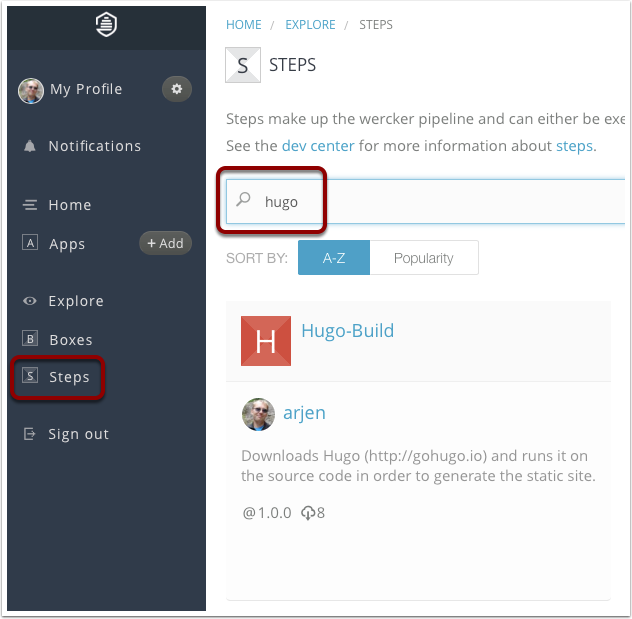 My Profile
Notifications
Home
A Apps + Add
Explore
B Boxes
S Steps
Sign out
HOME / EXPLORE / STEPS
S STEPS
Steps make up the wercker pipeline and can either be exe
See the dev center for more information about steps.
hugo
SORT BY: A-Z Popularity
H Hugo-Build
arjen
Downloads Hugo (http://gohugo.io) and runs it on
the source code in order to generate the static site.
@1.0.0 8